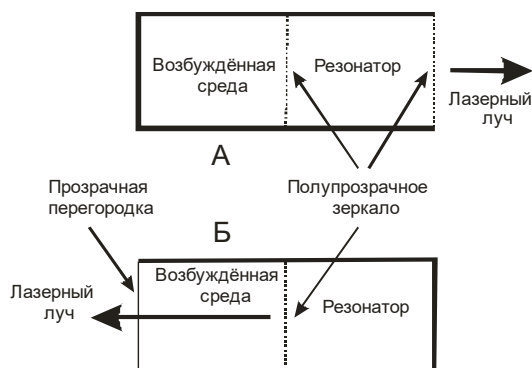 Возбуждённая
среда
Резонатор
Лазерный
луч
А
Прозрачная
перегородка
Полупрозрачное
зеркало
Б
Возбуждённая
среда
Лазерный
луч
Резонатор